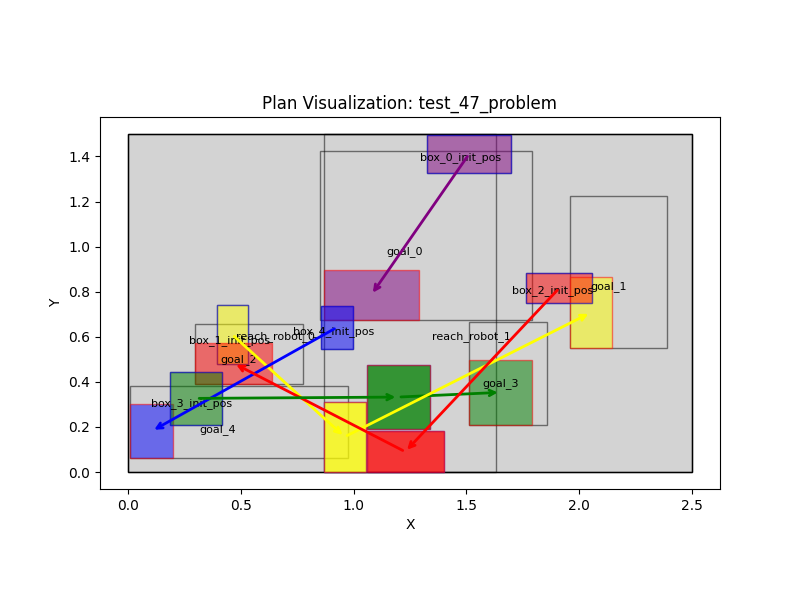 Plan Visualization: test_47_problem
Y
1.4
1.2
1.0
0.8
0.6
0.4
0.2
0.0
box_0_init_pos
goal_0
box_2_init_pos
goal_1
box_1_init_pos
reach_robot_0
box_4_init_pos
reach_robot_1
goal_2
goal_3
box_3_init_pos
goal_4
0.0
0.5
1.0
1.5
2.0
2.5
X